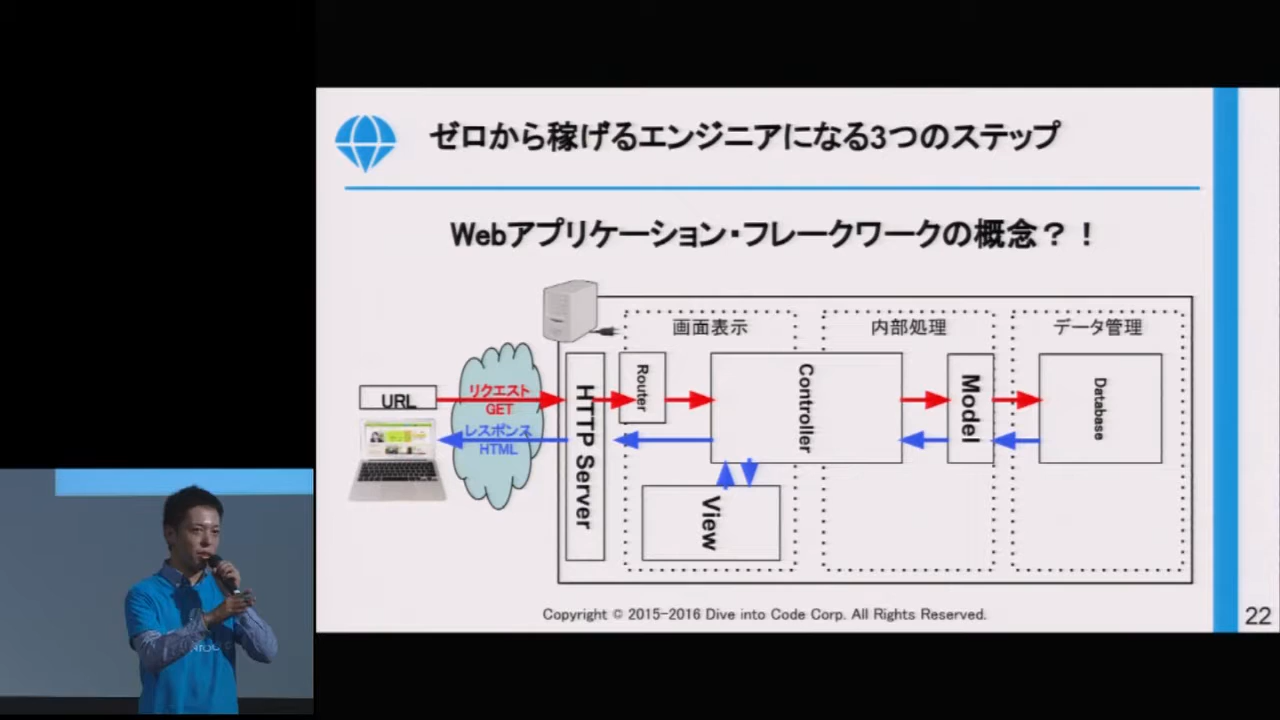 ゼロから稼げるエンジニアになる3つのステップ
Webアプリケーション・フレークワークの概念？！
画面表示
内部処理
データ管理
URL
リクエスト
GET
レスポンス
HTML
HTTP Server
Router
Controller
Model
Database
View
Copyright © 2015-2016 Dive into Code Corp. All Rights Reserved.
22